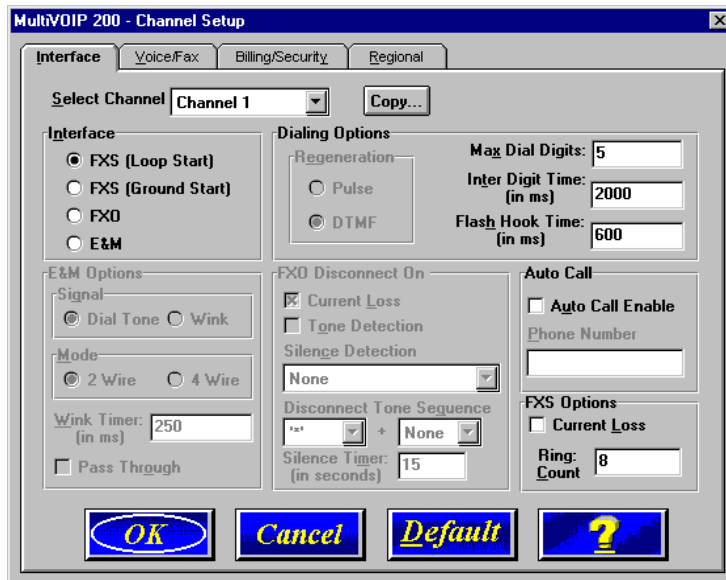 MultiVOIP 200 - Channel Setup
Interface Voice/Fax Billing/Security Regional
Select Channel Channel 1 Copy...
Interface
FXS (Loop Start)
FXS (Ground Start)
FXO
E&M
Dialing Options
Regeneration
Pulse
DTMF
Max Dial Digits: 5
Inter Digit Time: 2000
(in ms)
Flash Hook Time: 600
(in ms)
E&M Options
Signal
Dial Tone Wink
Mode
2 Wire 4 Wire
Wink Timer: 250
(in ms)
Pass Through
FXO Disconnect On
Current Loss
Tone Detection
Silence Detection
None
Disconnect Tone Sequence
'*' + None
Silence Timer: 15
(in seconds)
Auto Call
Auto Call Enable
Phone Number
FXS Options
Current Loss
Ring: 8
Count
OK Cancel Default ?